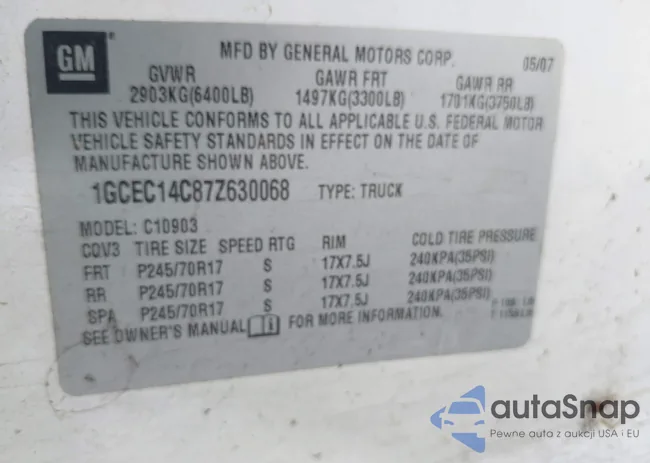 GM
MFD BY GENERAL MOTORS CORP. 05/07
GVWR GAWR FRT GAWR RR
2903KG(6400LB) 1497KG(3300LB) 1701KG(3750LB)
THIS VEHICLE CONFORMS TO ALL APPLICABLE U.S. FEDERAL MOTOR
VEHICLE SAFETY STANDARDS IN EFFECT ON THE DATE OF
MANUFACTURE SHOWN ABOVE.
1GCEC14C87Z630068 TYPE: TRUCK
MODEL: C10903
CQV3 TIRE SIZE SPEED RTG RIM COLD TIRE PRESSURE
FRT P245/70R17 S 17X7.5J 240KPA(35PSI)
RR P245/70R17 S 17X7.5J 240KPA(35PSI)
SPA P245/70R17 S 17X7.5J 240KPA(35PSI)
SEE OWNER'S MANUAL FOR MORE INFORMATION.
autaSnap
Pewne auta z aukcji USA i EU